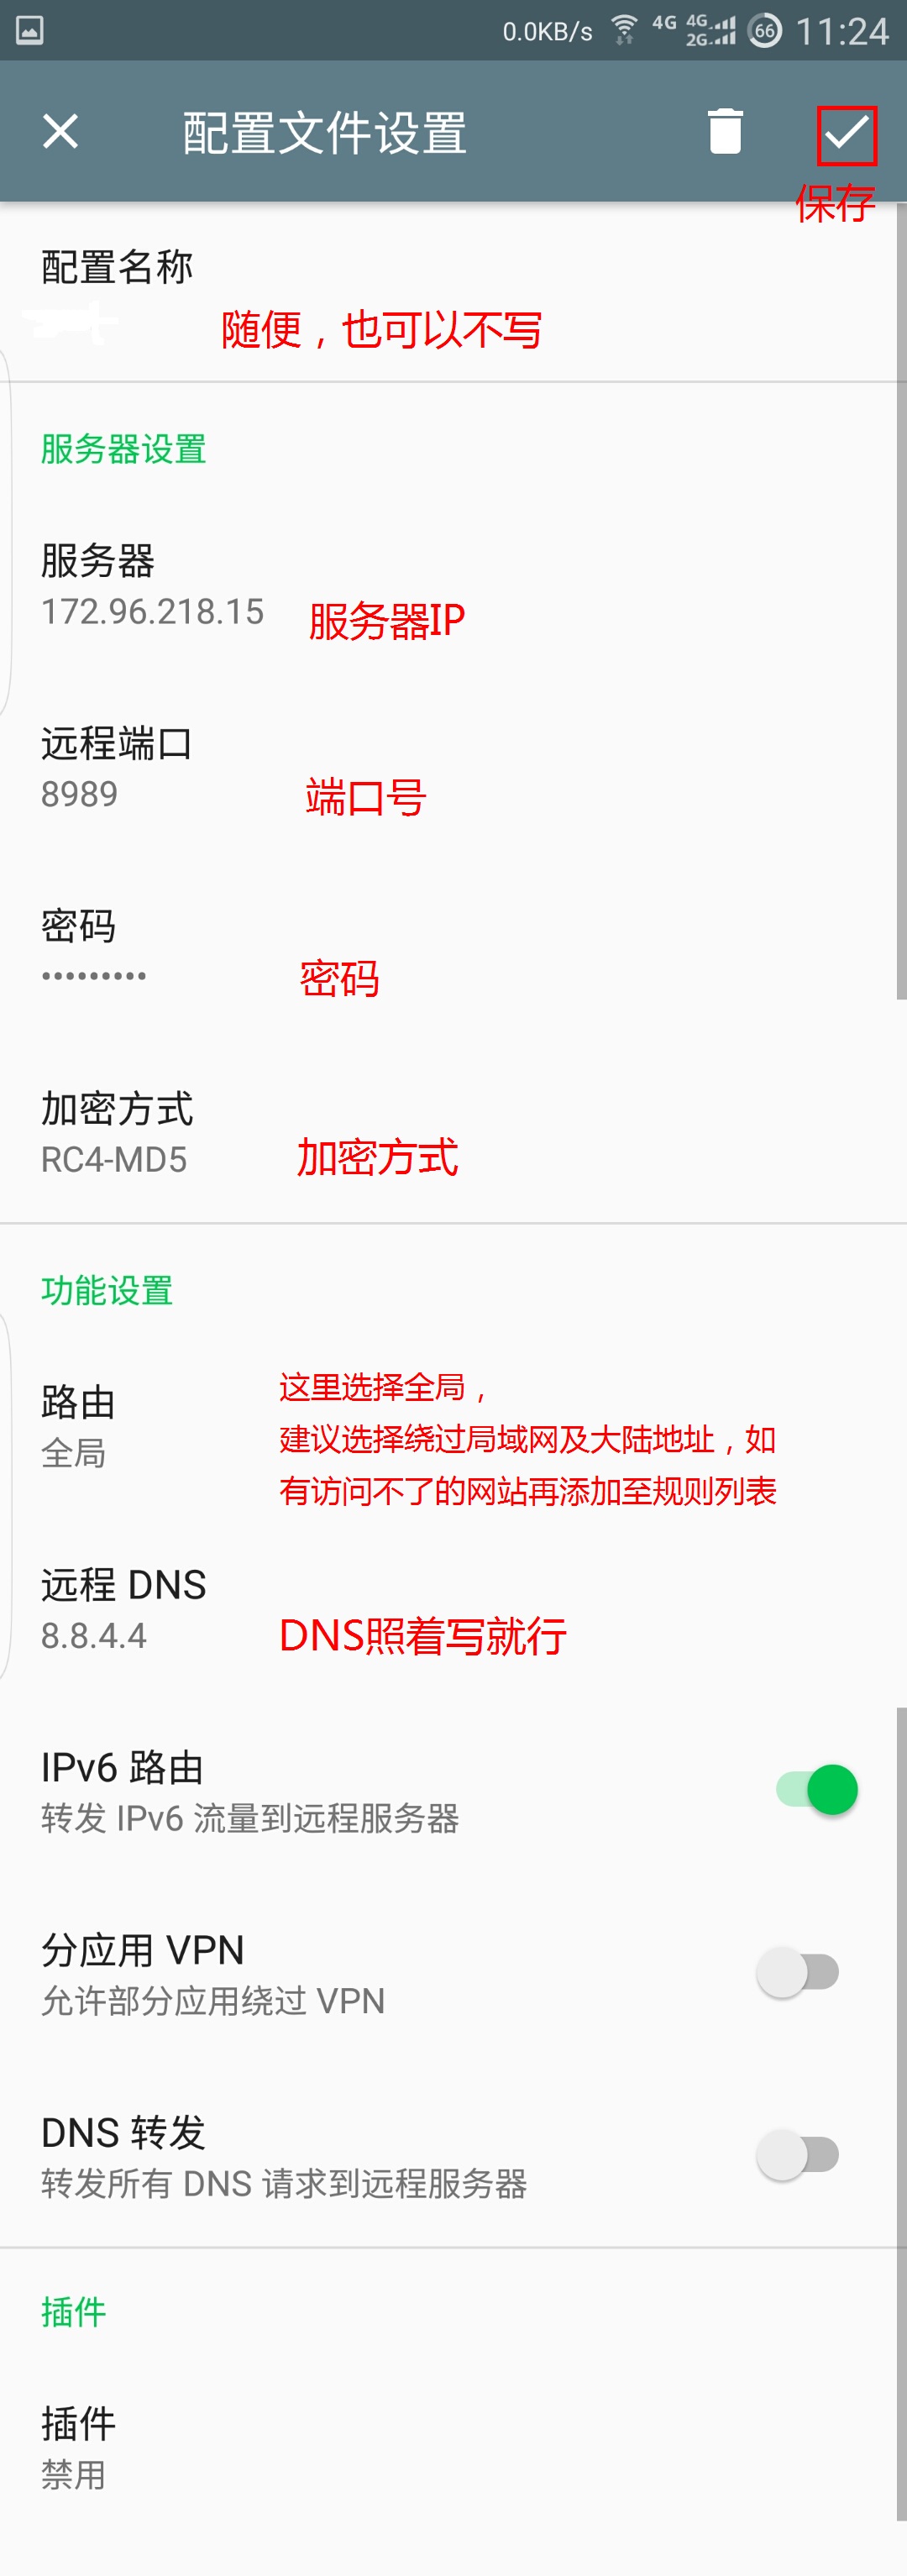 0.0KB/s 4G 4G 2G 66 11:24
配置文件设置
保存
配置名称
随便，也可以不写
服务器设置
服务器
172.96.218.15 服务器IP
远程端口
8989 端口号
密码
••••••••• 密码
加密方式
RC4-MD5 加密方式
功能设置
这里选择全局，
路由
建议选择绕过局域网及大陆地址，如
全局
有访问不了的网站再添加至规则列表
远程 DNS
8.8.4.4 DNS照着写就行
IPv6 路由
转发 IPv6 流量到远程服务器
分应用 VPN
允许部分应用绕过 VPN
DNS 转发
转发所有 DNS 请求到远程服务器
插件
插件
禁用